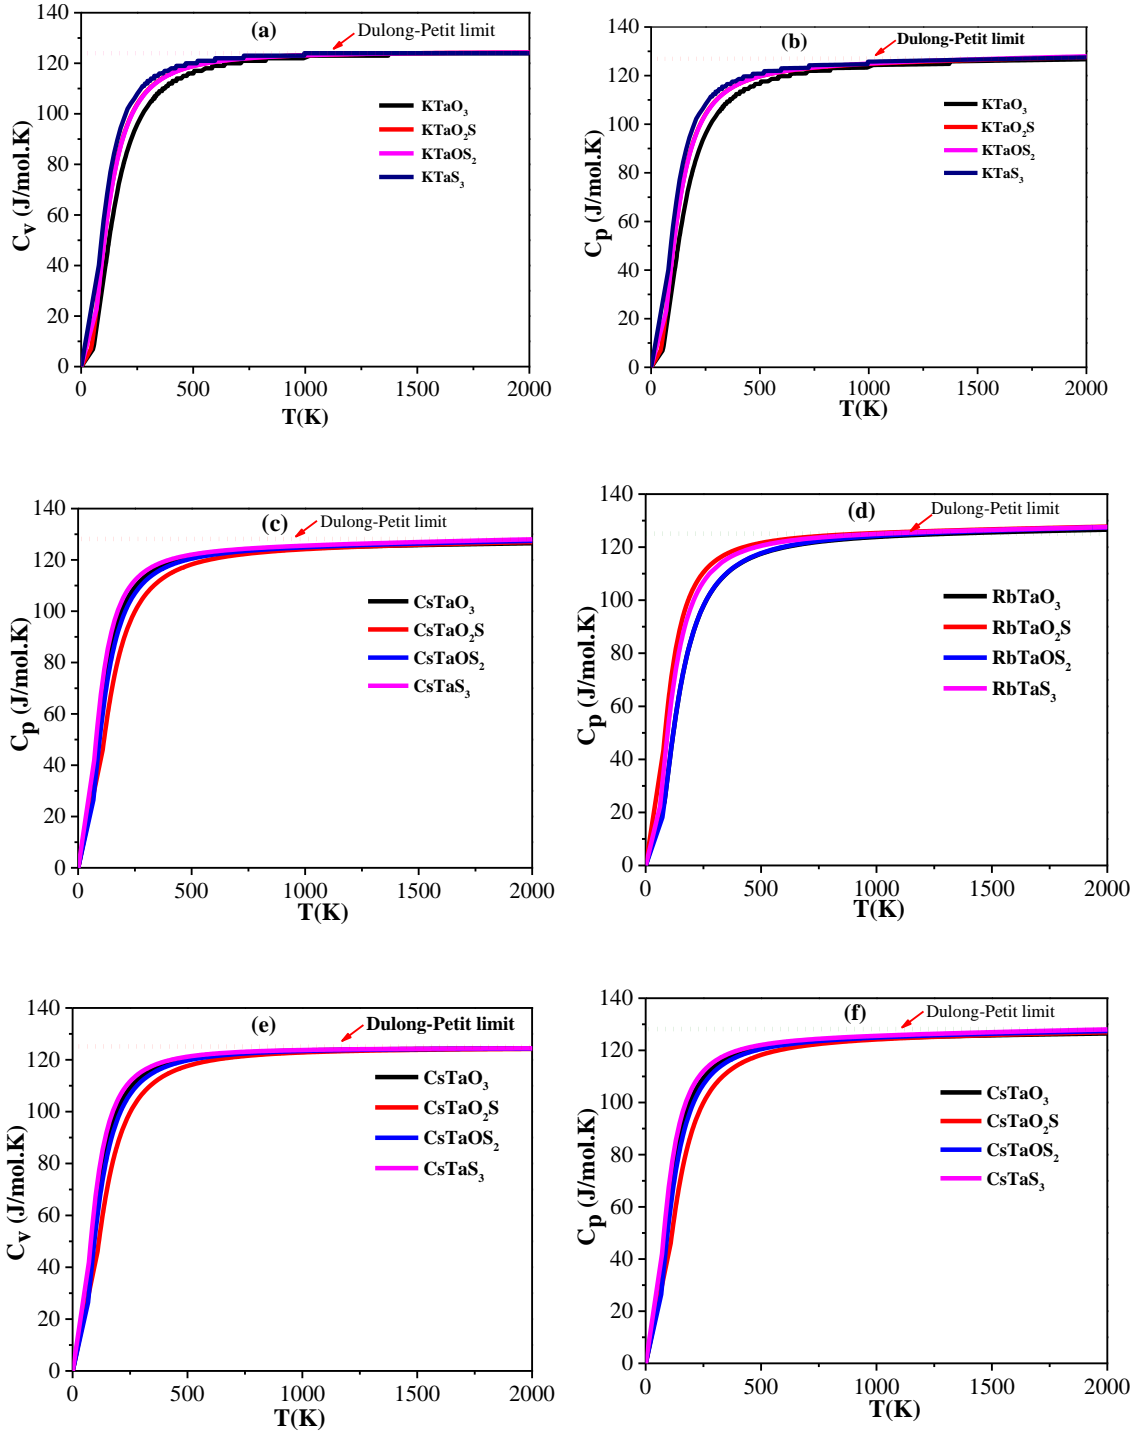 (a)
Dulong-Petit limit
KTaO₃
KTaO₂S
KTaOS₂
KTaS₃
140
120
100
80
60
40
20
0
0 500 1000 1500 2000
T(K)
C_v (J/mol.K)
(b)
Dulong-Petit limit
KTaO₃
KTaO₂S
KTaOS₂
KTaS₃
140
120
100
80
60
40
20
0
0 500 1000 1500 2000
T(K)
C_p (J/mol.K)
(c)
Dulong-Petit limit
CsTaO₃
CsTaO₂S
CsTaOS₂
CsTaS₃
140
120
100
80
60
40
20
0
0 500 1000 1500 2000
T(K)
C_p (J/mol.K)
(d)
Dulong-Petit limit
RbTaO₃
RbTaO₂S
RbTaOS₂
RbTaS₃
140
120
100
80
60
40
20
0
0 500 1000 1500 2000
T(K)
C_p (J/mol.K)
(e)
Dulong-Petit limit
CsTaO₃
CsTaO₂S
CsTaOS₂
CsTaS₃
140
120
100
80
60
40
20
0
0 500 1000 1500 2000
T(K)
C_v (J/mol.K)
(f)
Dulong-Petit limit
CsTaO₃
CsTaO₂S
CsTaOS₂
CsTaS₃
140
120
100
80
60
40
20
0
0 500 1000 1500 2000
T(K)
C_p (J/mol.K)